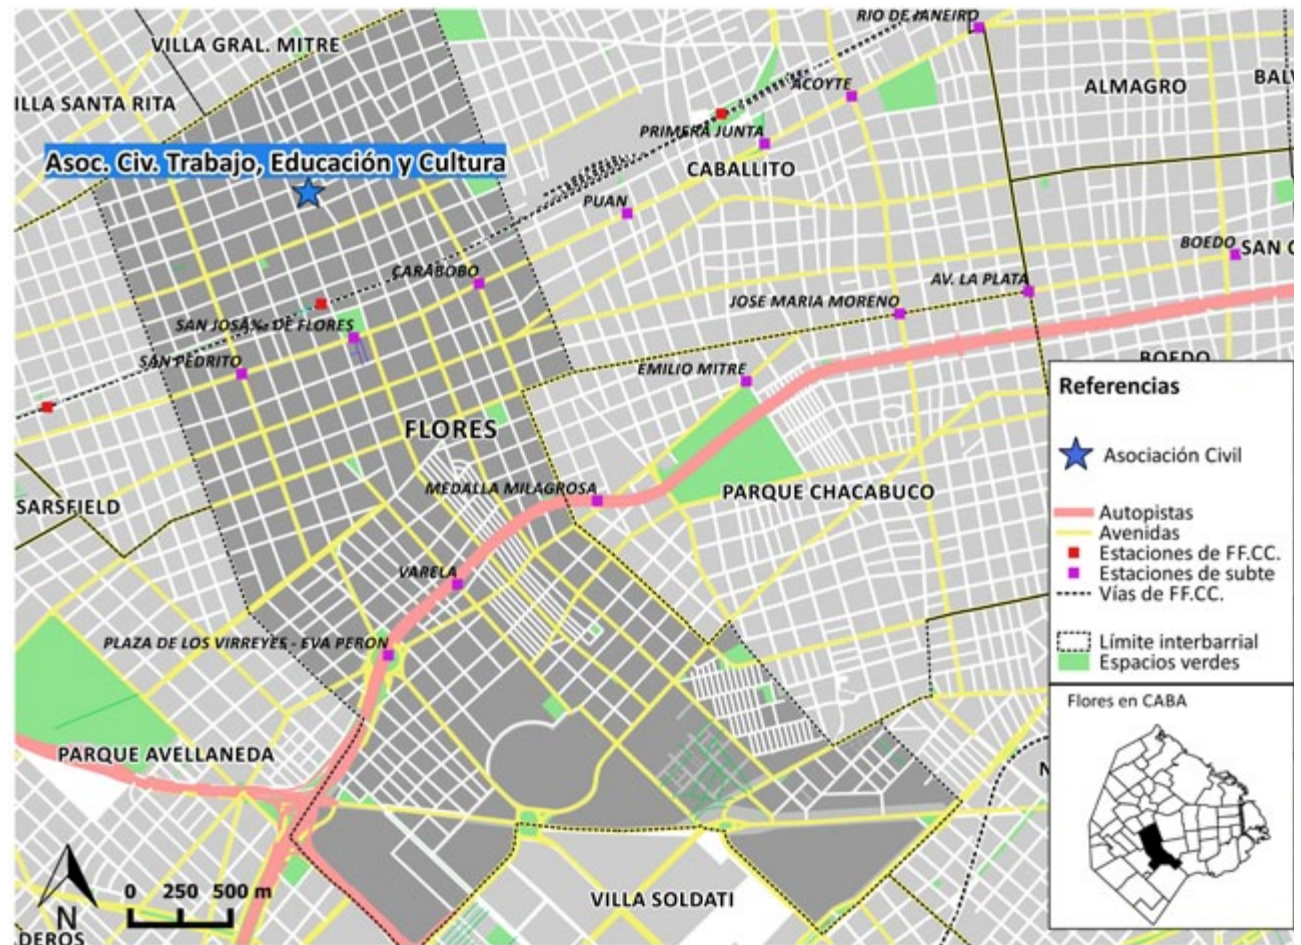 RIO DE JANEIRO
VILLA GRAL. MITRE
ILLA SANTA RITA
ACOYTE
ALMAGRO
BALV
PRIMERA JUNTA
Asoc. Civ. Trabajo, Educación y Cultura
CABALLITO
PUAN
BOEDO
SAN C
CARABOBO
AV. LA PLATA
JOSE MARIA MORENO
SAN JOSÃ‰ DE FLORES
SAN PEDRITO
BOEDO
EMILIO MITRE
FLORES
MEDALLA MILAGROSA
PARQUE CHACABUCO
SARSFIELD
VARELA
PLAZA DE LOS VIRREYES - EVA PERON
PARQUE AVELLANEDA
N
VILLA SOLDATI
0 250 500 m
N
DEROS
Referencias
Asociación Civil
Autopistas
Avenidas
Estaciones de FF.CC.
Estaciones de subte
Vías de FF.CC.
Límite interbarrial
Espacios verdes
Flores en CABA